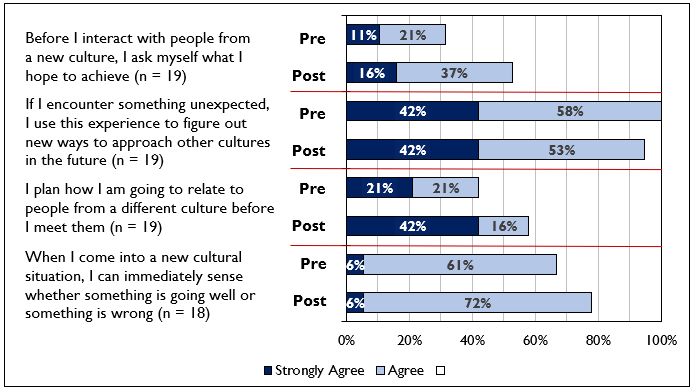 Before I interact with people from
a new culture, I ask myself what I
hope to achieve (n = 19)
Pre
11%
21%
Post
16%
37%
If I encounter something unexpected,
I use this experience to figure out
new ways to approach other cultures
in the future (n = 19)
Pre
42%
58%
Post
42%
53%
I plan how I am going to relate to
people from a different culture before
I meet them (n = 19)
Pre
21%
21%
Post
42%
16%
When I come into a new cultural
situation, I can immediately sense
whether something is going well or
something is wrong (n = 18)
Pre
6%
61%
Post
6%
72%
0% 20% 40% 60% 80% 100%
Strongly Agree Agree